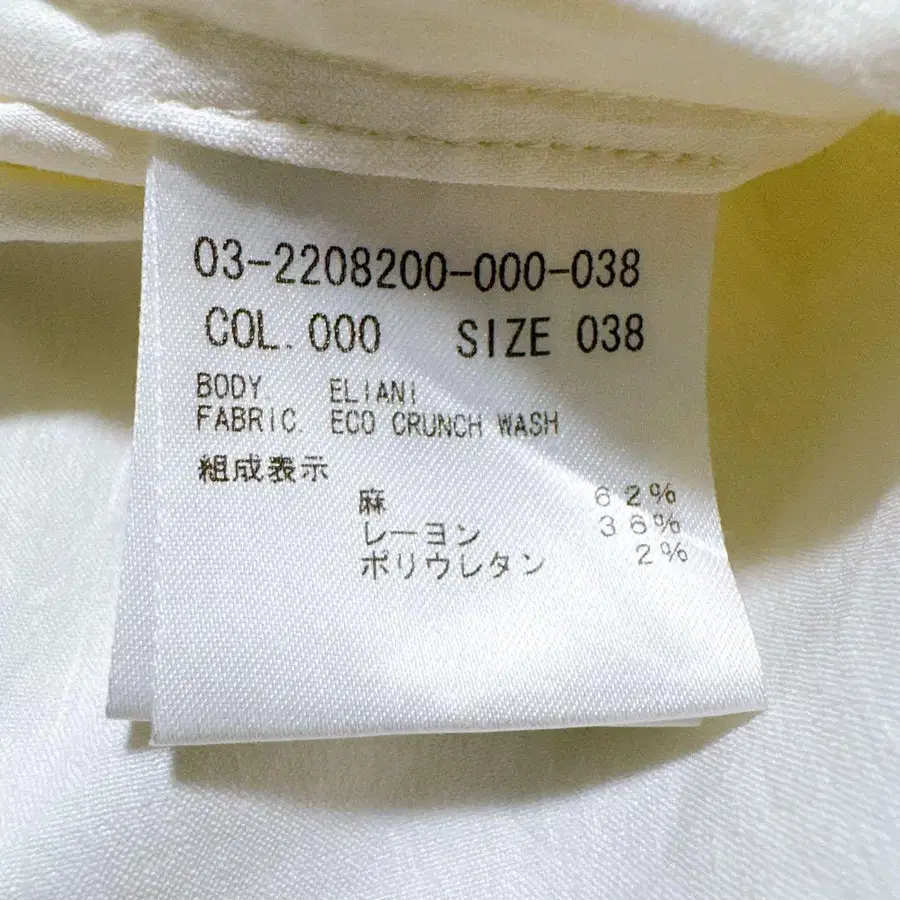 03-2208200-000-038
COL. 000 SIZE 038
BODY. ELIANI
FABRIC. ECO CRUNCH WASH
組成表示
麻 62%
レーヨン 36%
ポリウレタン 2%